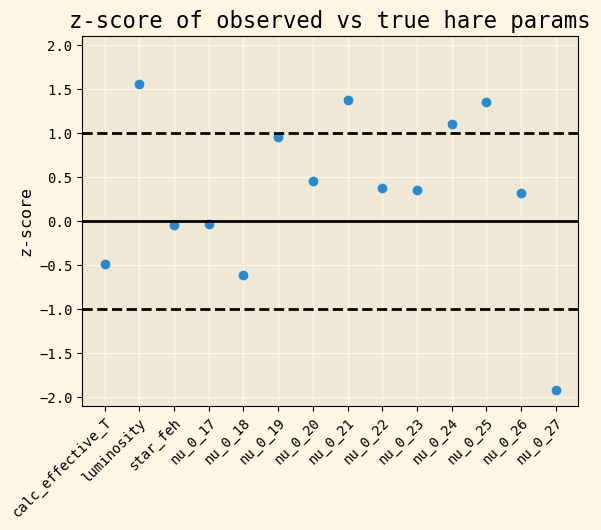 z-score of observed vs true hare params
z-score
2.0
1.5
1.0
0.5
0.0
−0.5
−1.0
−1.5
−2.0
calc_effective_T
luminosity
star_feh
nu_0_17
nu_0_18
nu_0_19
nu_0_20
nu_0_21
nu_0_22
nu_0_23
nu_0_24
nu_0_25
nu_0_26
nu_0_27